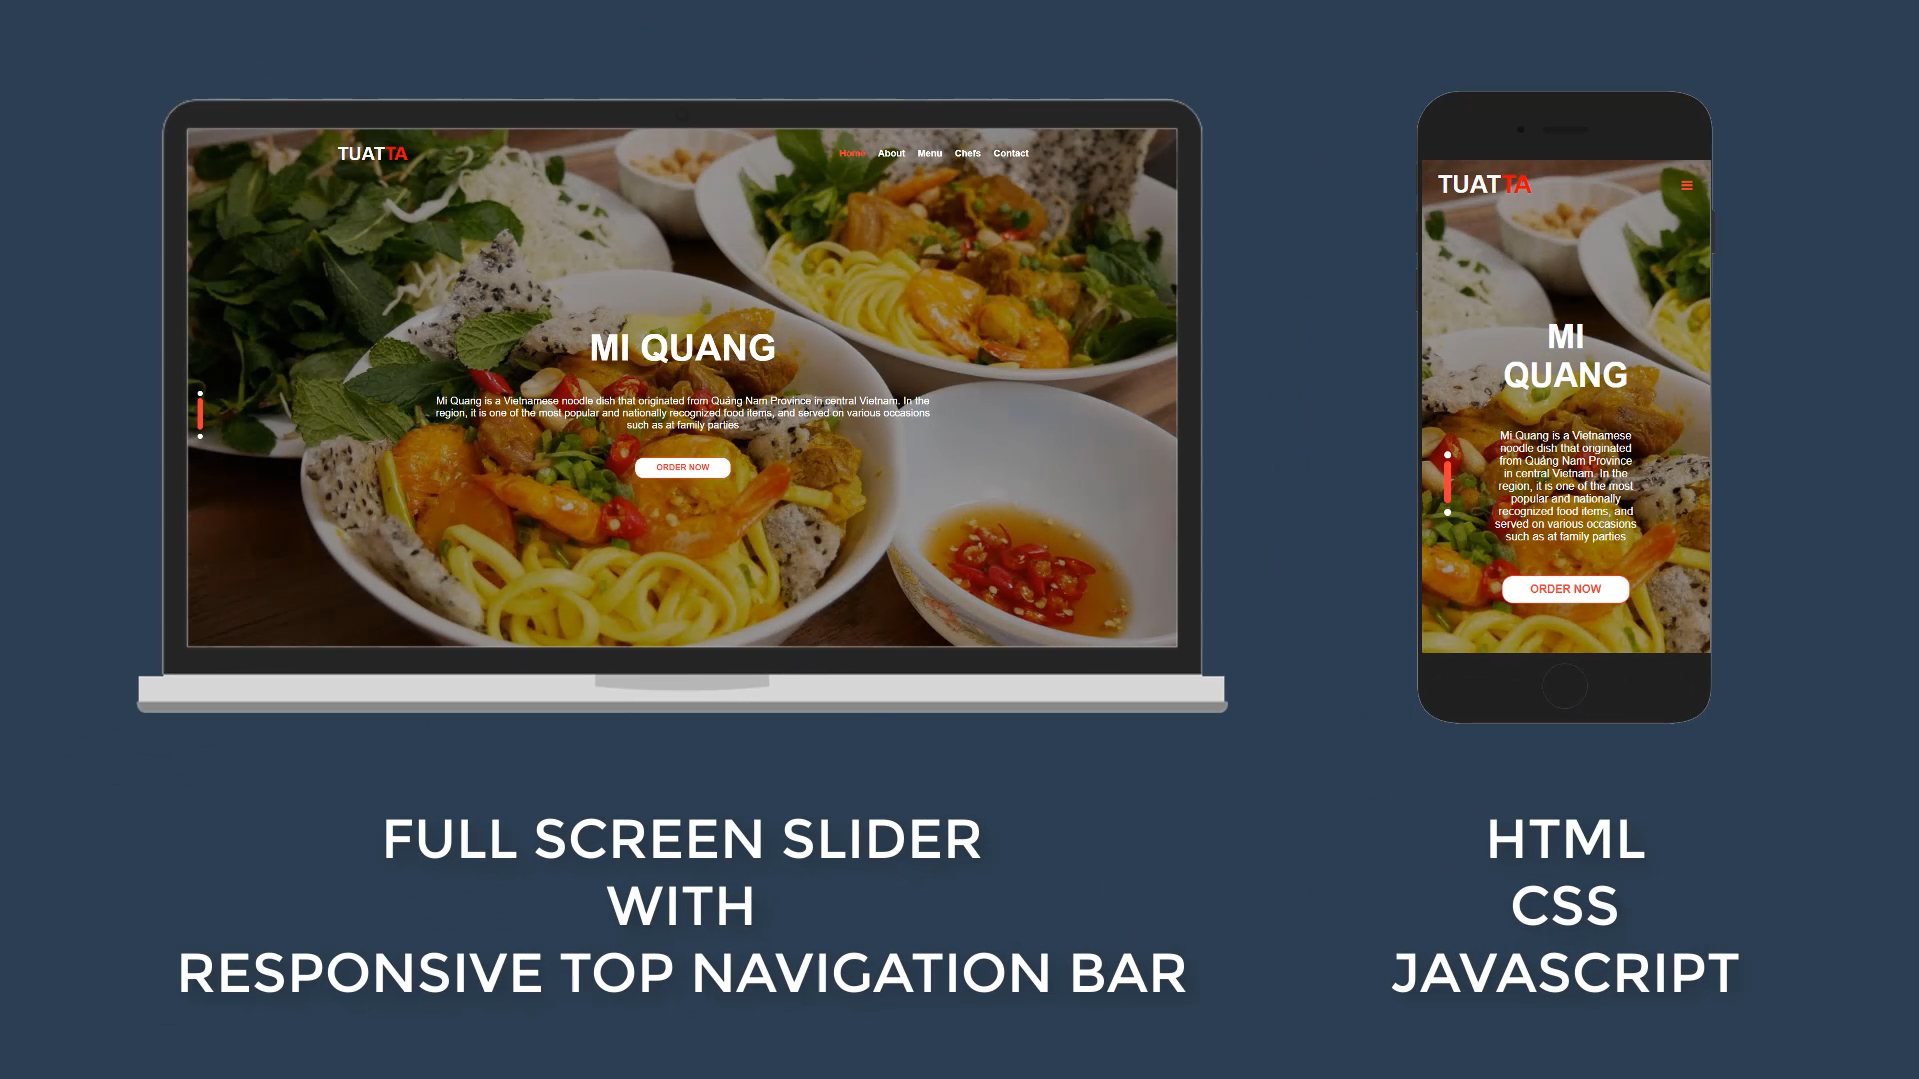 TUATTA
Home About Menu Chefs Contact
MI QUANG
Mi Quang is a Vietnamese noodle dish that originated from Quảng Nam Province in central Vietnam. In the
region, it is one of the most popular and nationally recognized food items, and served on various occasions
such as at family parties
ORDER NOW
TUATTA
MI
QUANG
Mi Quang is a Vietnamese
noodle dish that originated
from Quảng Nam Province
in central Vietnam. In the
region, it is one of the most
popular and nationally
recognized food items, and
served on various occasions
such as at family parties
ORDER NOW
FULL SCREEN SLIDER
WITH
RESPONSIVE TOP NAVIGATION BAR
HTML
CSS
JAVASCRIPT